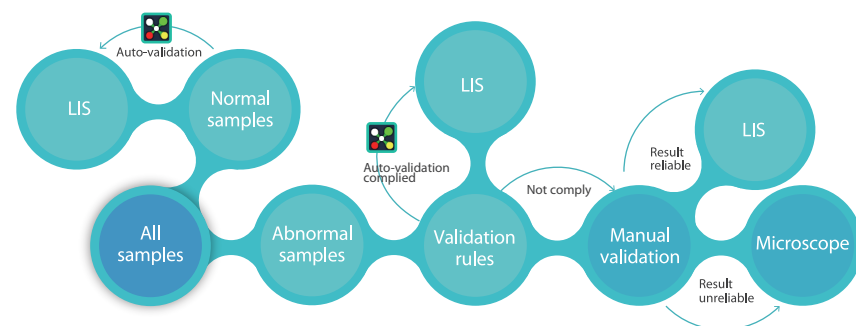 Auto-validation
LIS
Normal
samples
LIS
Auto-validation
complied
Not comply
Result
reliable
LIS
All
samples
Abnormal
samples
Validation
rules
Manual
validation
Microscope
Result
unreliable